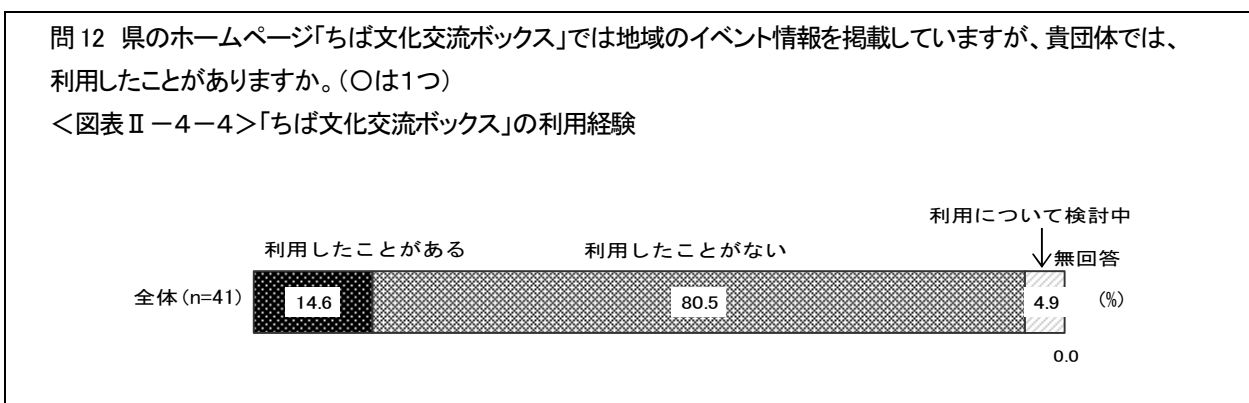 問12 県のホームページ「ちば文化交流ボックス」では地域のイベント情報を掲載していますが、貴団体では、
利用したことがありますか。（〇は１つ）
＜図表Ⅱ－４－４＞「ちば文化交流ボックス」の利用経験
利用について検討中
利用したことがある 利用したことがない 無回答
全体(n=41) 14.6 80.5 4.9 (%)
0.0